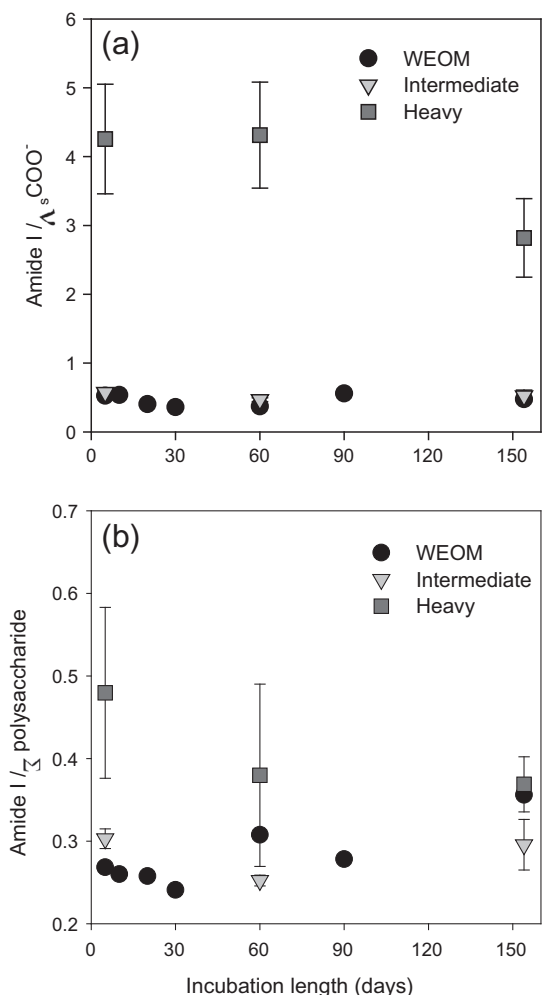 (a)
WEOM
Intermediate
Heavy
Amide I / Λ s COO-
6
5
4
3
2
1
0
0 30 60 90 120 150
(b)
WEOM
Intermediate
Heavy
Amide I / Σ polysaccharide
0.7
0.6
0.5
0.4
0.3
0.2
0 30 60 90 120 150
Incubation length (days)